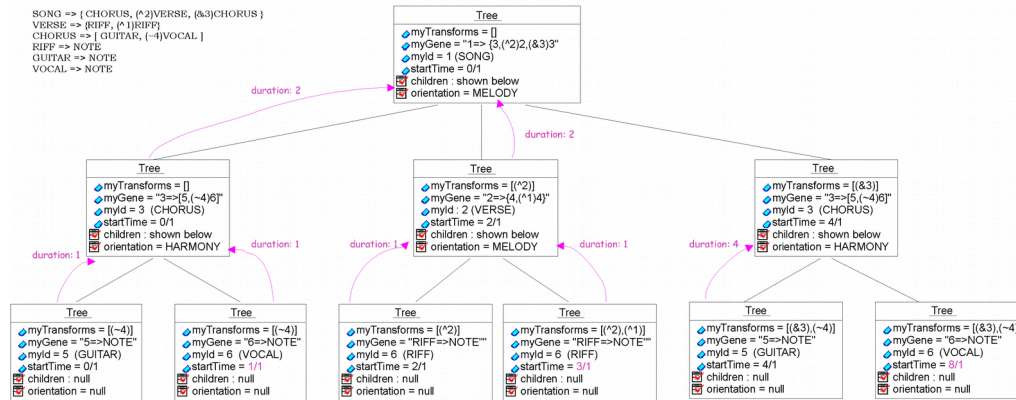 SONG => { CHORUS, (^2)VERSE, (&3)CHORUS }
VERSE => {RIFF, (^1)RIFF}
CHORUS => [ GUITAR, (~4)VOCAL ]
RIFF => NOTE
GUITAR => NOTE
VOCAL => NOTE
Tree
myTransforms = []
myGene = "1=> {3,(^2)2,(&3)3"
myId = 1 (SONG)
startTime = 0/1
children : shown below
orientation = MELODY
duration: 2
duration: 2
Tree
myTransforms = []
myGene = "3=>[5,(~4)6]"
myId = 3 (CHORUS)
startTime = 0/1
children : shown below
orientation = HARMONY
Tree
myTransforms = [(^2)]
myGene = "2=>{4,(^1)4}"
myId : 2 (VERSE)
startTime = 2/1
children : shown below
orientation = MELODY
Tree
myTransforms = [(&3)]
myGene = "3=>[5,(~4)6]"
myId = 3 (CHORUS)
startTime = 4/1
children : shown below
orientation = HARMONY
duration: 1
duration: 1
duration: 1
duration: 1
duration: 4
Tree
myTransforms = [(~4)]
myGene = "5=>NOTE"
myId = 5 (GUITAR)
startTime = 0/1
children : null
orientation = null
Tree
myTransforms = [(~4)]
myGene = "6=>NOTE"
myId = 6 (VOCAL)
startTime = 1/1
children : null
orientation = null
Tree
myTransforms = [(^2)]
myGene = "RIFF=>NOTE""
myId = 6 (RIFF)
startTime = 2/1
children : null
orientation = null
Tree
myTransforms = [(^2),(^1)]
myGene = "RIFF=>NOTE""
myId = 6 (RIFF)
startTime = 3/1
children : null
orientation = null
Tree
myTransforms = [(&3),(~4)]
myGene = "5=>NOTE"
myId = 5 (GUITAR)
startTime = 4/1
children : null
orientation = null
Tree
myTransforms = [(&3),(~4)
myGene = "6=>NOTE"
myId = 6 (VOCAL)
startTime = 8/1
children : null
orientation = null